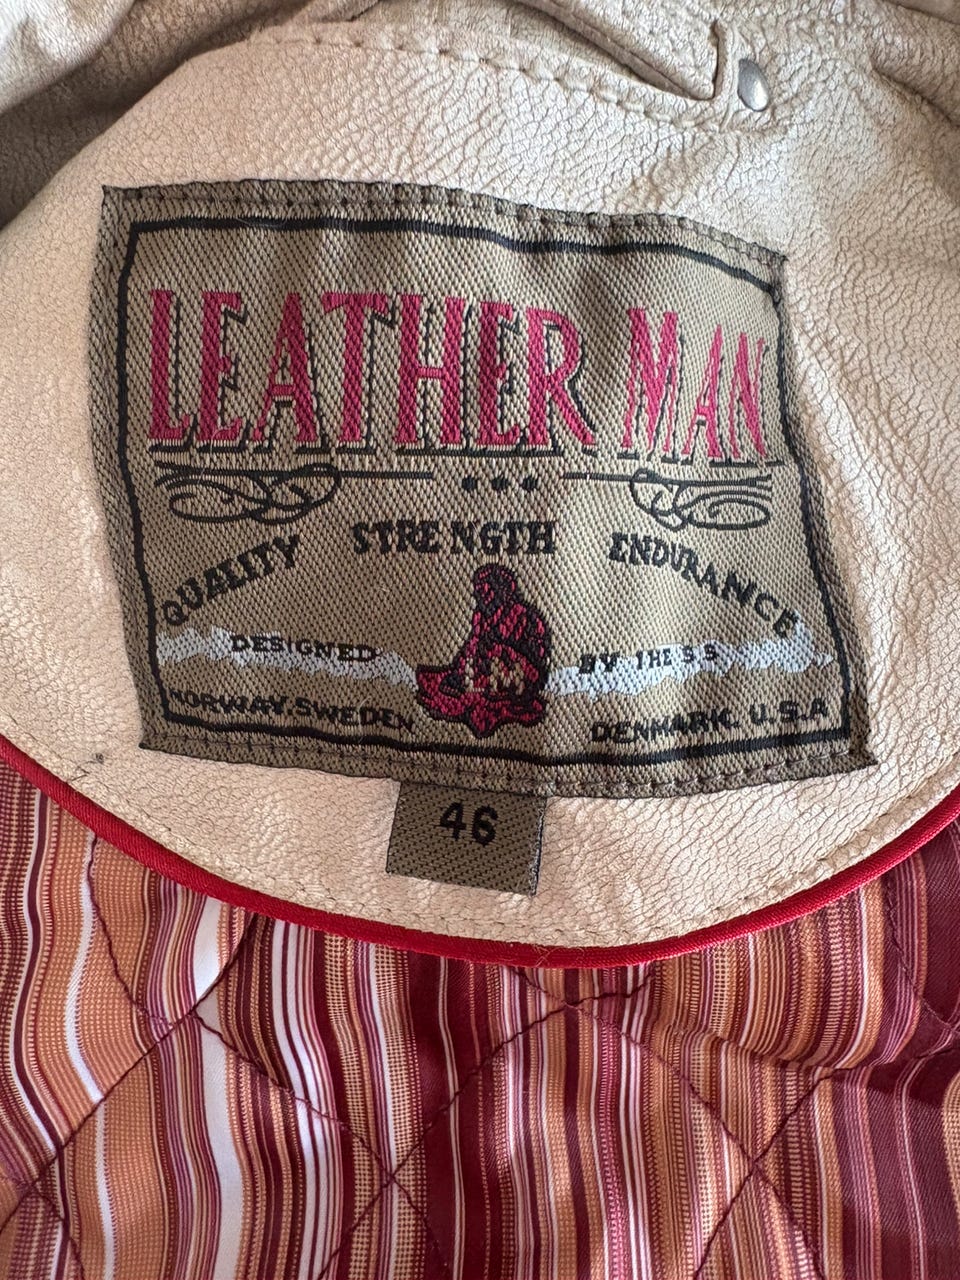 LEATHER MAN
QUALITY STRENGTH ENDURANCE
DESIGNED BY THE S.S
NORWAY.SWEDEN DENMARK. U.S.A
46